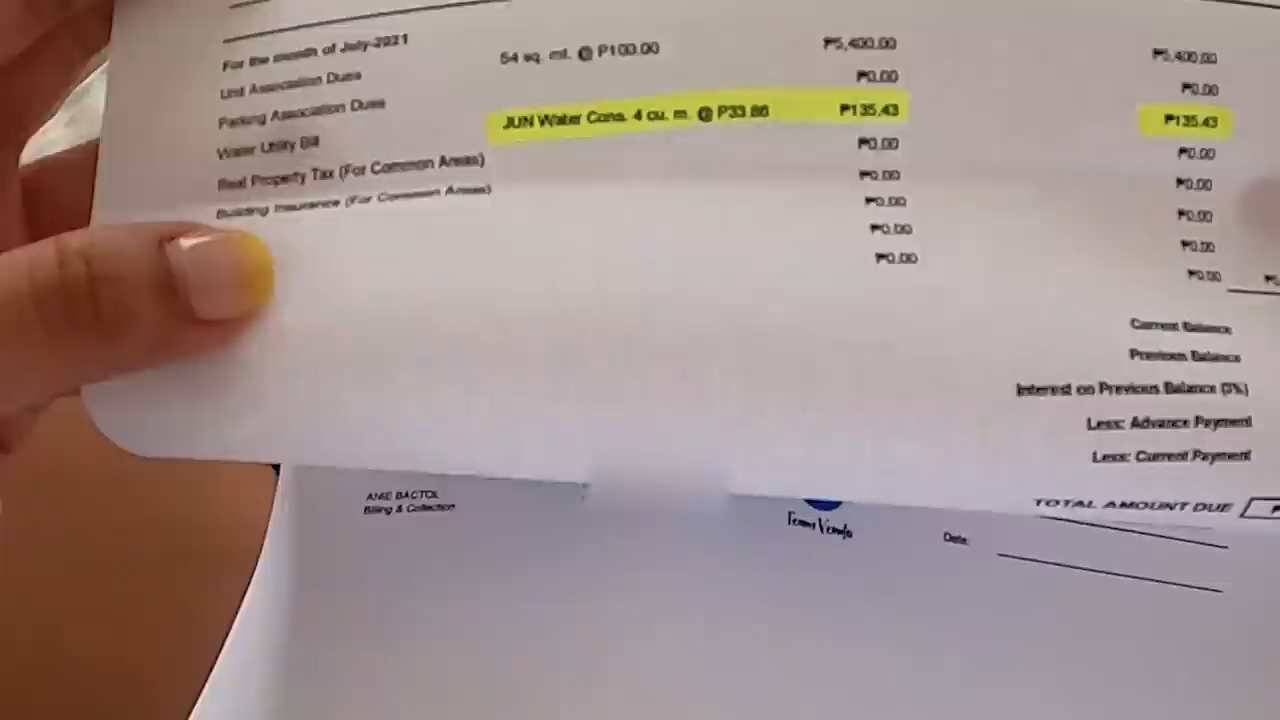 For the month of July-2021
Unit Association Dues 54 sq. mt. @ P100.00 ₱5,400.00 ₱5,400.00
Parking Association Dues ₱0.00 ₱0.00
Water Utility Bill JUN Water Cons. 4 cu. m. @ P33.86 ₱135.43 ₱135.43
Real Property Tax (For Common Areas) ₱0.00 ₱0.00
Building Insurance (For Common Areas) ₱0.00 ₱0.00
₱0.00 ₱0.00
₱0.00 ₱0.00
₱0.00 ₱0.00
Current Balance
Previous Balance
Interest on Previous Balance (3%)
Less: Advance Payment
Less: Current Payment
TOTAL AMOUNT DUE
ANIE BACTOL
Billing & Collection
Date: